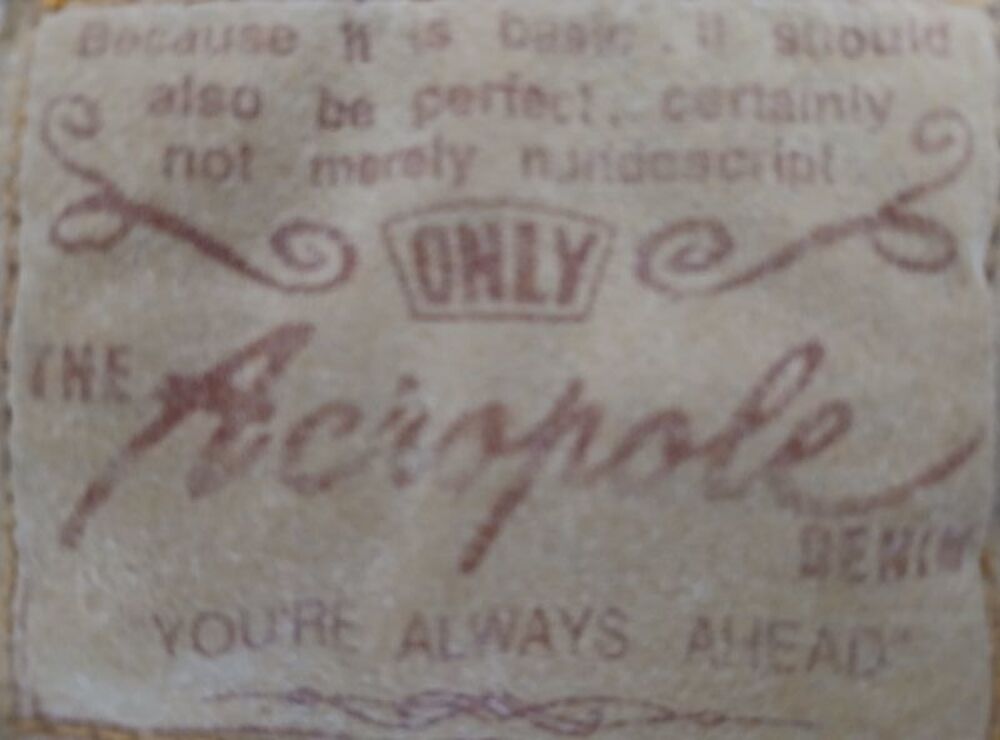 Because it is basic. it should
also be perfect. certainly
not merely nondescript
ONLY
THE Acropole
DENIM
YOU'RE ALWAYS AHEAD"